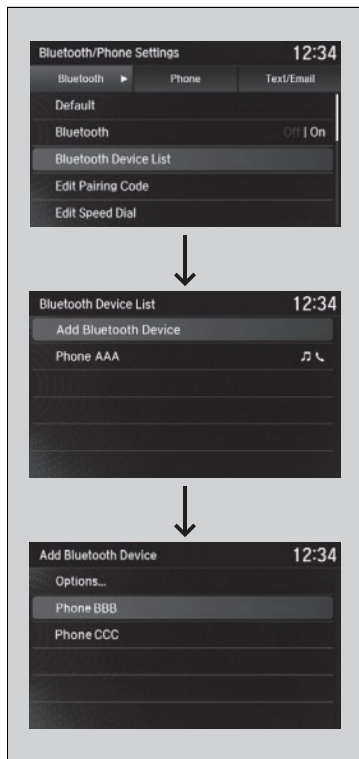 Bluetooth/Phone Settings 12:34
Bluetooth Phone Text/Email
Default
Bluetooth Off | On
Bluetooth Device List
Edit Pairing Code
Edit Speed Dial
Bluetooth Device List 12:34
Add Bluetooth Device
Phone AAA
Add Bluetooth Device 12:34
Options...
Phone BBB
Phone CCC